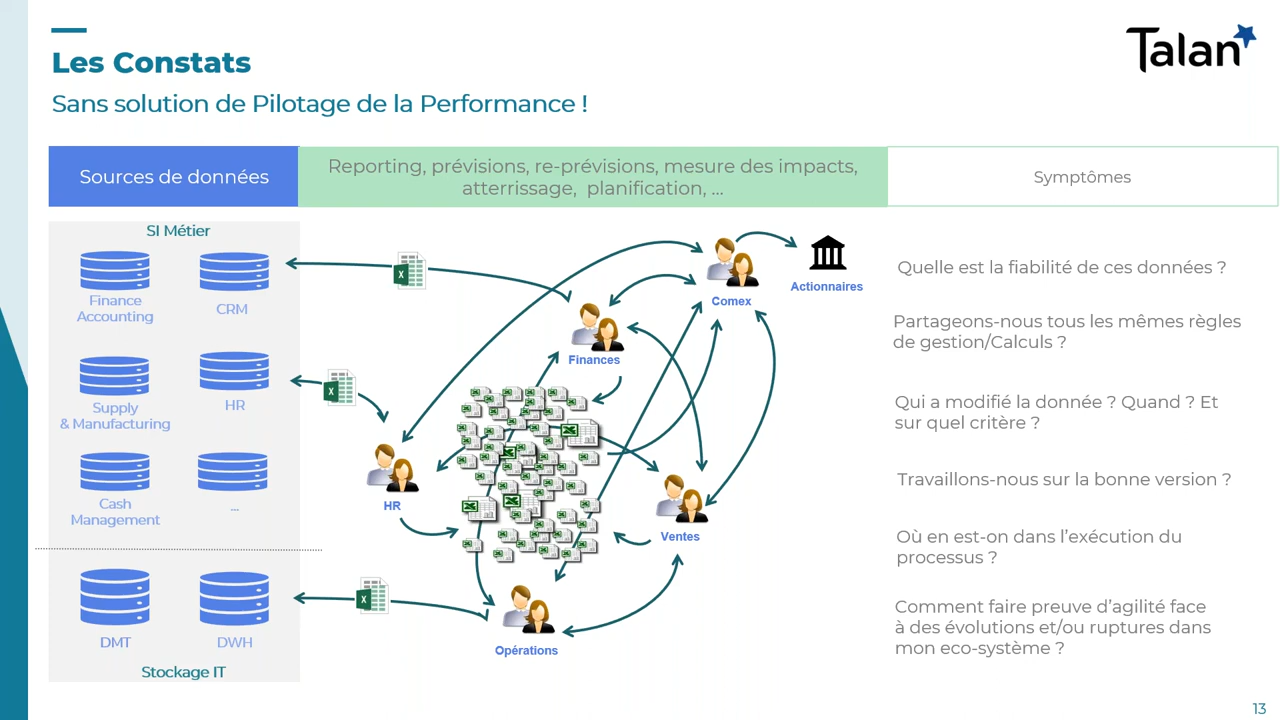 Les Constats
Talan
Sans solution de Pilotage de la Performance !
Sources de données
Reporting, prévisions, re-prévisions, mesure des impacts,
atterrissage, planification, ...
Symptômes
SI Métier
Finance
Accounting
CRM
Supply
& Manufacturing
HR
Cash
Management
...
DMT
DWH
Stockage IT
Comex
Actionnaires
Finances
HR
Ventes
Opérations
Quelle est la fiabilité de ces données ?
Partageons-nous tous les mêmes règles
de gestion/Calculs ?
Qui a modifié la donnée ? Quand ? Et
sur quel critère ?
Travaillons-nous sur la bonne version ?
Où en est-on dans l’exécution du
processus ?
Comment faire preuve d’agilité face
à des évolutions et/ou ruptures dans
mon eco-système ?
13